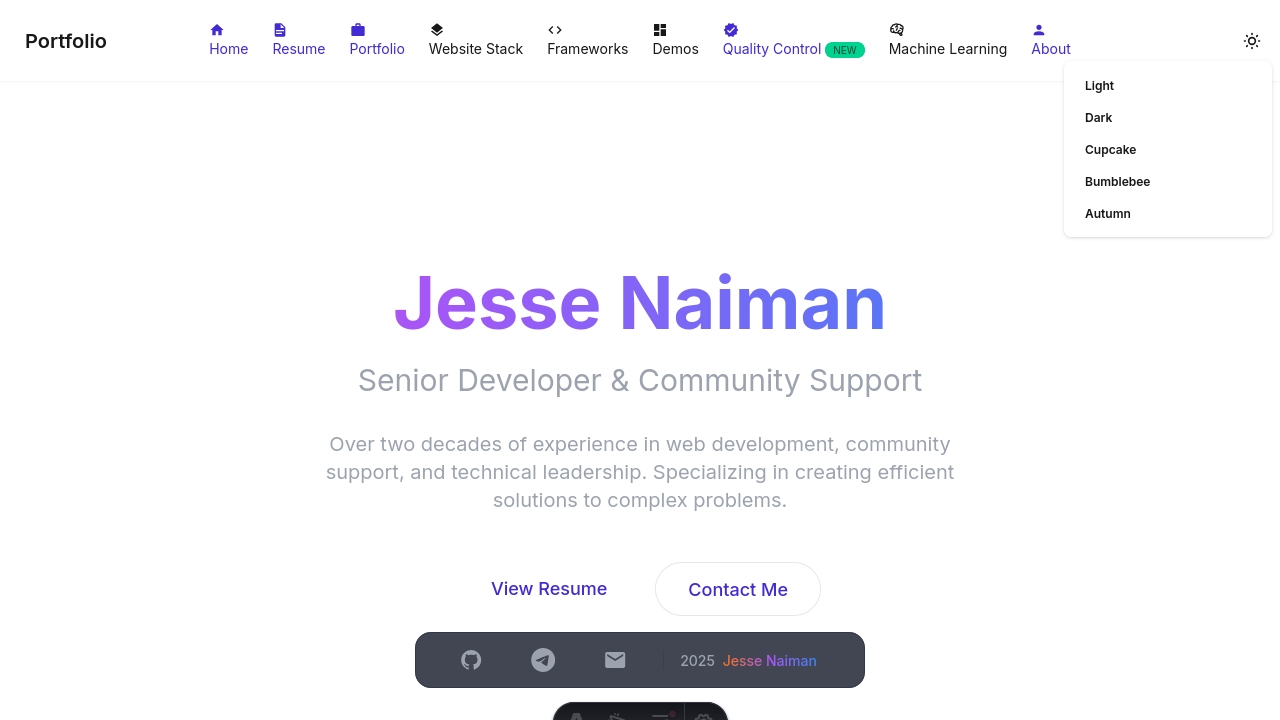 Portfolio
Home
Resume
Portfolio
Website Stack
Frameworks
Demos
Quality Control NEW
Machine Learning
About
Light
Dark
Cupcake
Bumblebee
Autumn
Jesse Naiman
Senior Developer & Community Support
Over two decades of experience in web development, community
support, and technical leadership. Specializing in creating efficient
solutions to complex problems.
View Resume
Contact Me
2025 Jesse Naiman